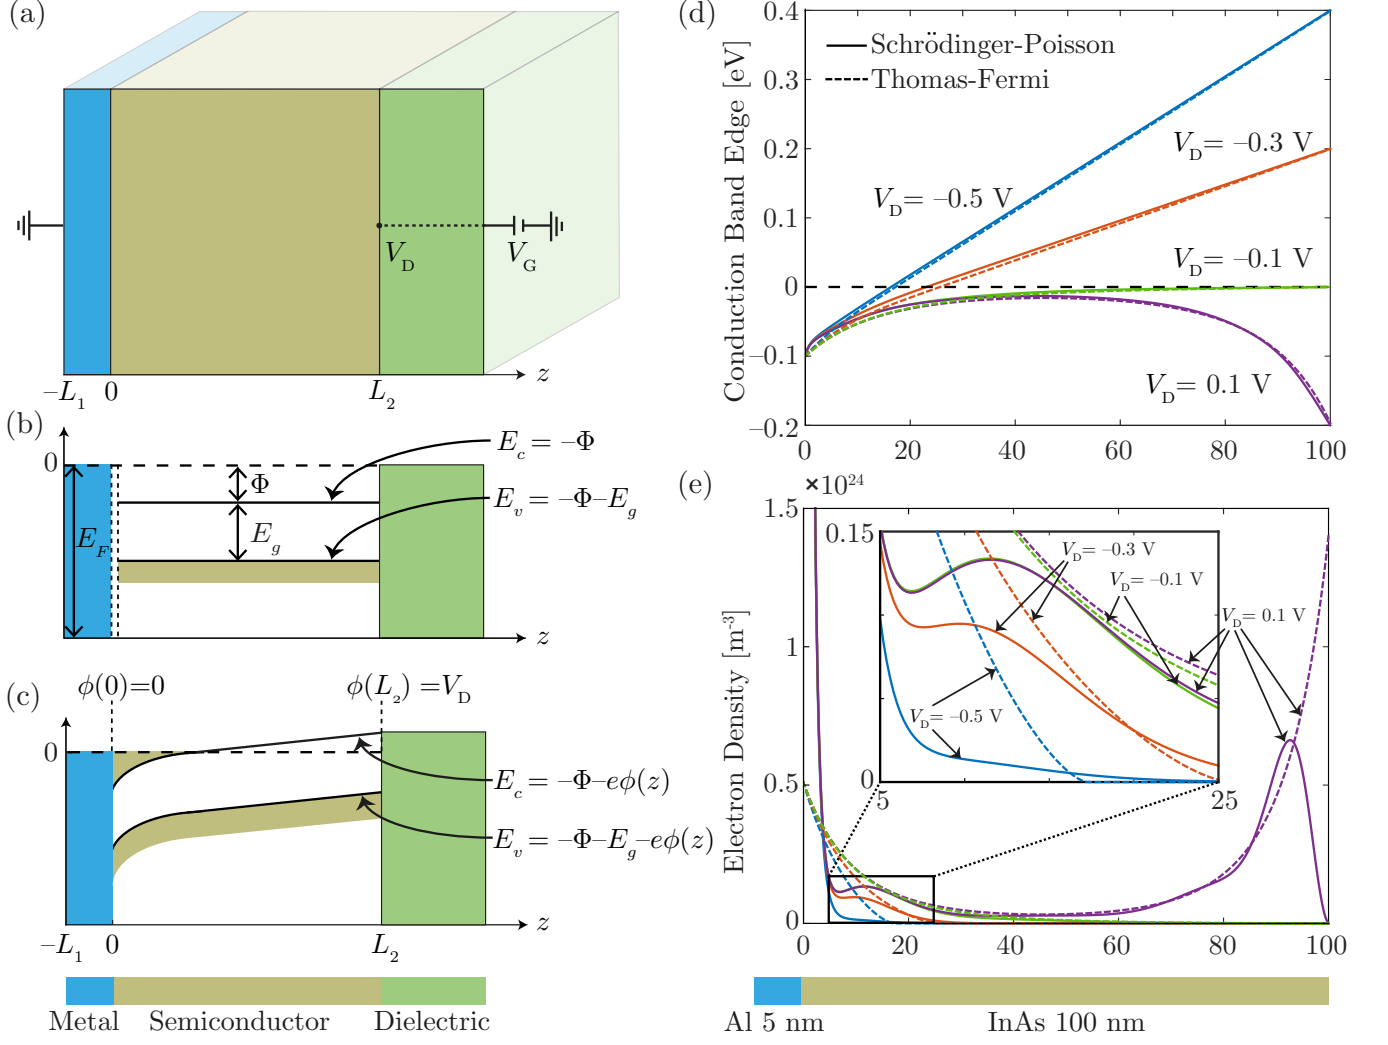 (a)
V_D
V_G
–L_1
0
L_2
z
(b)
0
E_F
Φ
E_g
E_c = –Φ
E_v = –Φ–E_g
z
(c)
ϕ(0)=0
ϕ(L_2) =V_D
0
E_c = –Φ–eϕ(z)
E_v = –Φ–E_g–eϕ(z)
–L_1
0
L_2
z
Metal
Semiconductor
Dielectric
(d)
Conduction Band Edge [eV]
0.4
0.3
0.2
0.1
0
–0.1
–0.2
Schrödinger-Poisson
Thomas-Fermi
V_D= –0.3 V
V_D= –0.5 V
V_D= –0.1 V
V_D= 0.1 V
0
20
40
60
80
100
(e)
×10^24
Electron Density [m^-3]
1.5
1
0.5
0
0.15
0
5
25
V_D= –0.3 V
V_D= –0.1 V
V_D= 0.1 V
V_D= –0.5 V
0
20
40
60
80
100
Al 5 nm
InAs 100 nm